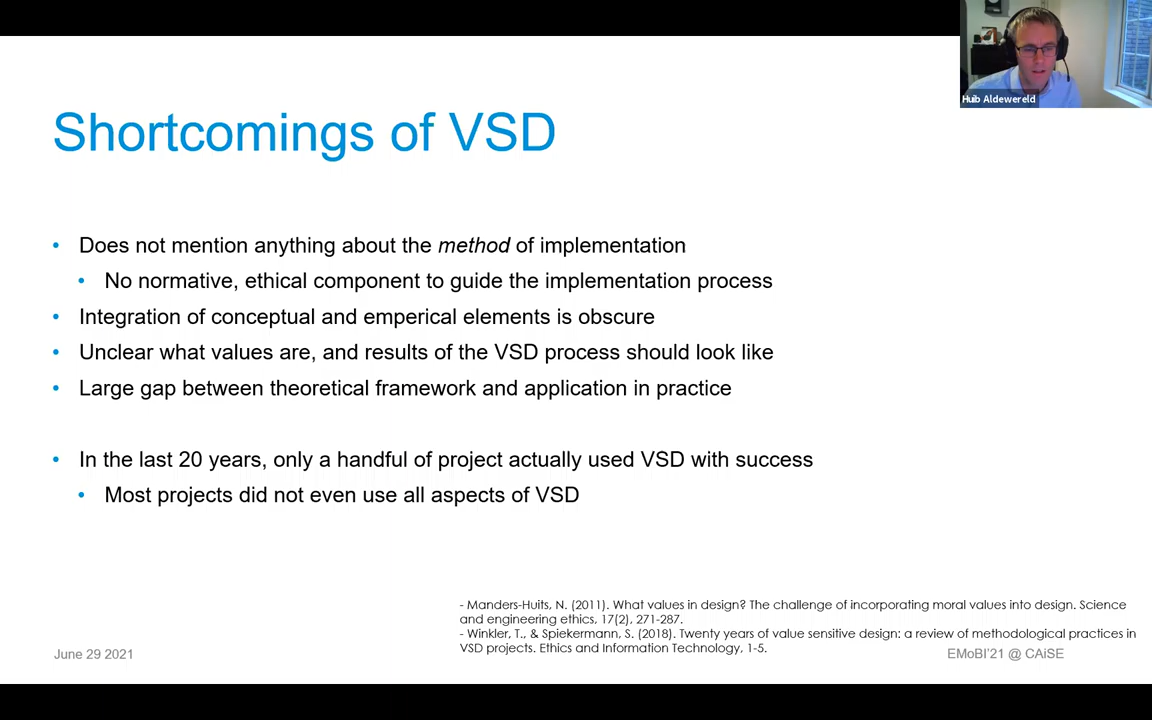 Huib Aldewereld
Shortcomings of VSD
• Does not mention anything about the method of implementation
• No normative, ethical component to guide the implementation process
• Integration of conceptual and emperical elements is obscure
• Unclear what values are, and results of the VSD process should look like
• Large gap between theoretical framework and application in practice
• In the last 20 years, only a handful of project actually used VSD with success
• Most projects did not even use all aspects of VSD
- Manders-Huits, N. (2011). What values in design? The challenge of incorporating moral values into design. Science
and engineering ethics, 17(2), 271-287.
- Winkler, T., & Spiekermann, S. (2018). Twenty years of value sensitive design: a review of methodological practices in
VSD projects. Ethics and Information Technology, 1-5.
June 29 2021
EMoBI'21 @ CAiSE